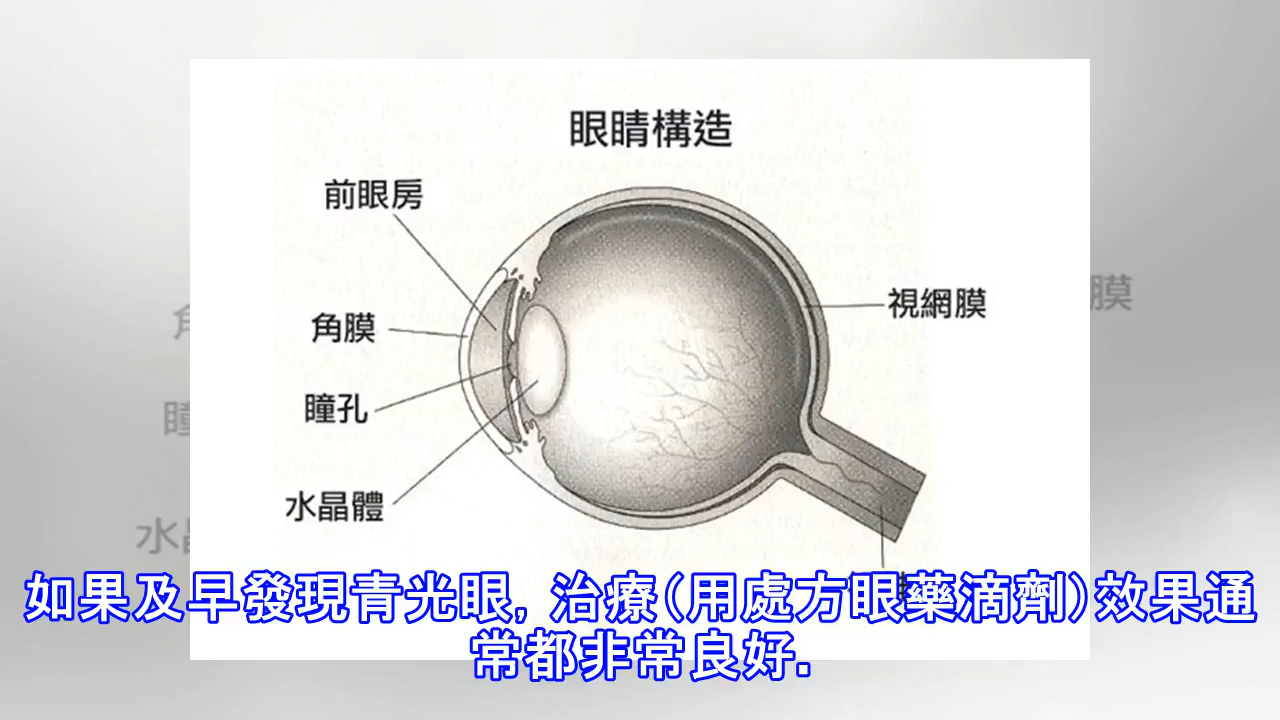 眼睛構造
前眼房
角膜
瞳孔
水晶體
視網膜
如果及早發現青光眼, 治療(用處方眼藥滴劑)效果通
常都非常良好.